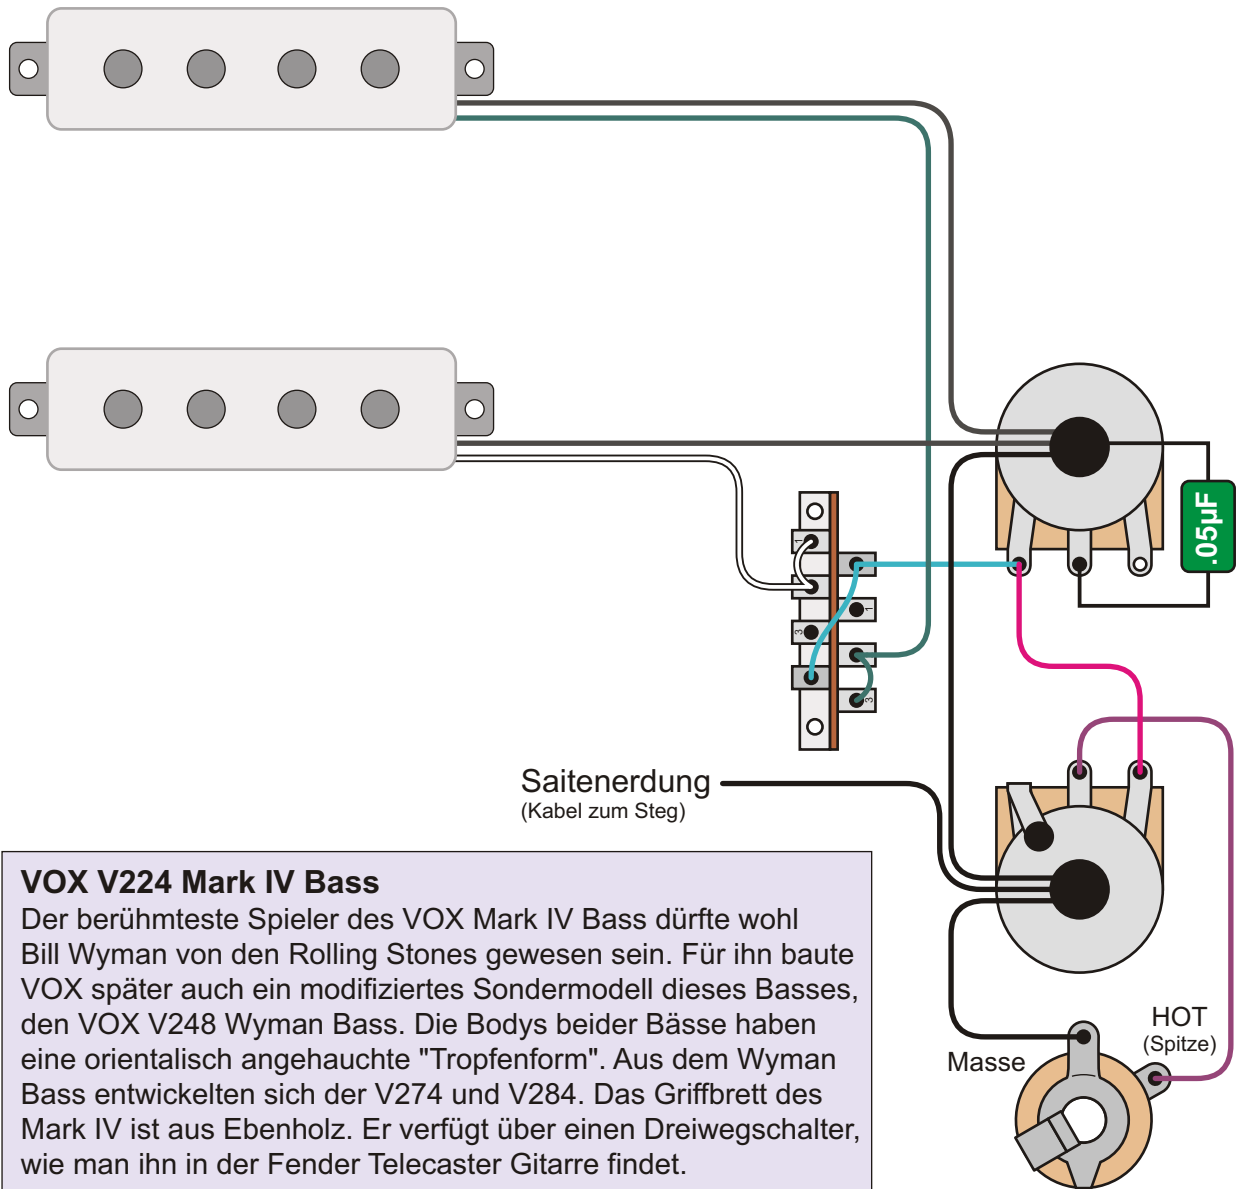 1
1
3
3
.05µF
Saitenerdung
(Kabel zum Steg)
HOT
(Spitze)
Masse
VOX V224 Mark IV Bass
Der berühmteste Spieler des VOX Mark IV Bass dürfte wohl
Bill Wyman von den Rolling Stones gewesen sein. Für ihn baute
VOX später auch ein modifiziertes Sondermodell dieses Basses,
den VOX V248 Wyman Bass. Die Bodys beider Bässe haben
eine orientalisch angehauchte "Tropfenform". Aus dem Wyman
Bass entwickelten sich der V274 und V284. Das Griffbrett des
Mark IV ist aus Ebenholz. Er verfügt über einen Dreiwegschalter,
wie man ihn in der Fender Telecaster Gitarre findet.